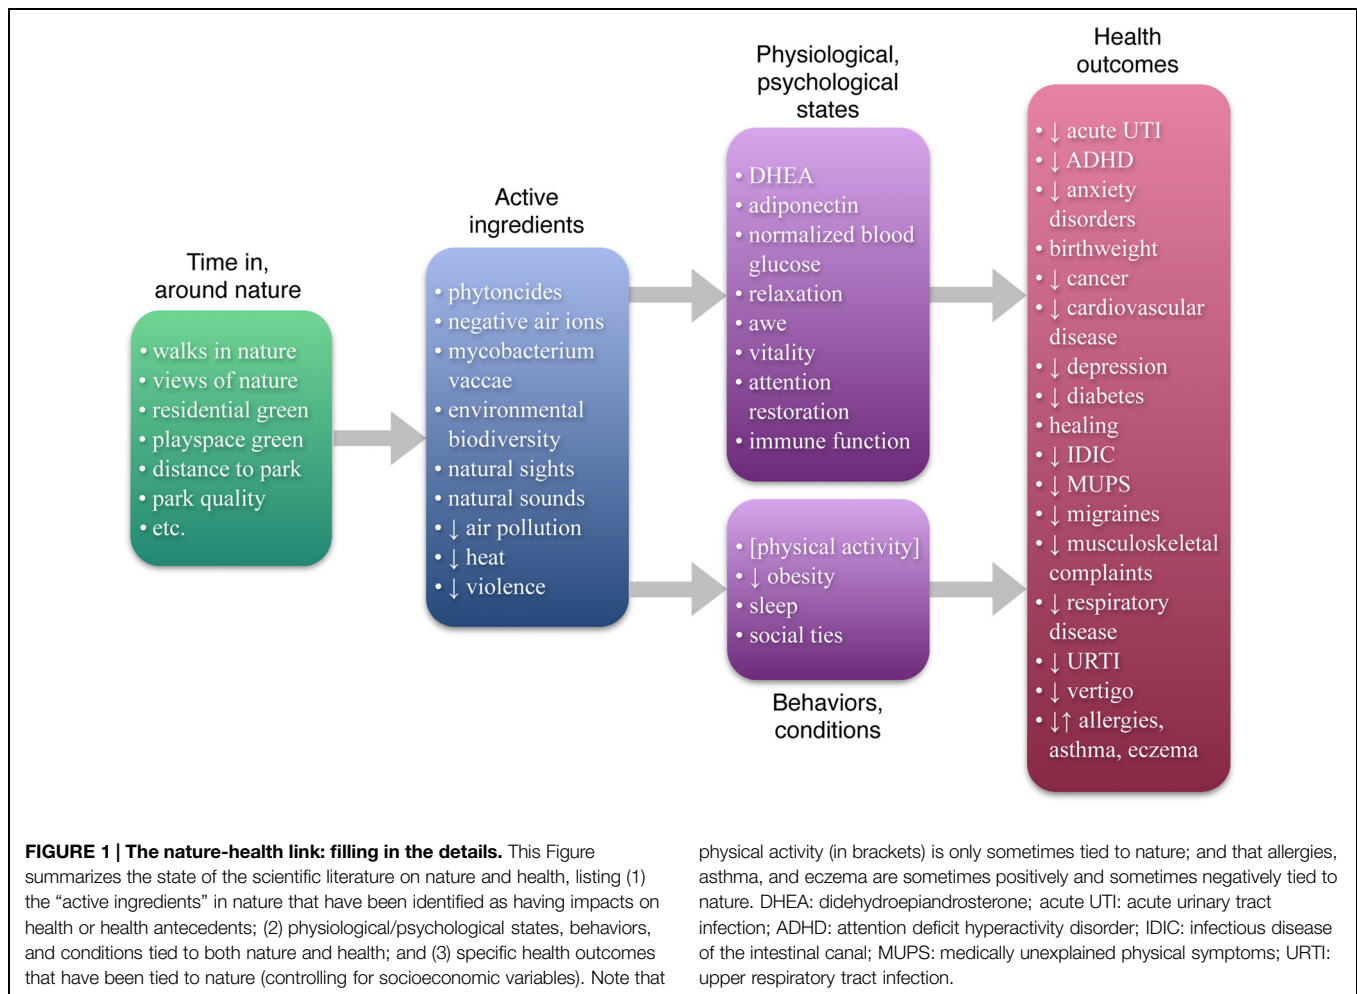 Time in,
around nature
• walks in nature
• views of nature
• residential green
• playspace green
• distance to park
• park quality
• etc.
Active
ingredients
• phytoncides
• negative air ions
• mycobacterium
vaccae
• environmental
biodiversity
• natural sights
• natural sounds
• ↓ air pollution
• ↓ heat
• ↓ violence
Physiological,
psychological
states
• DHEA
• adiponectin
• normalized blood
glucose
• relaxation
• awe
• vitality
• attention
restoration
• immune function
• [physical activity]
• ↓ obesity
• sleep
• social ties
Behaviors,
conditions
Health
outcomes
• ↓ acute UTI
• ↓ ADHD
• ↓ anxiety
disorders
• birthweight
• ↓ cancer
• ↓ cardiovascular
disease
• ↓ depression
• ↓ diabetes
• healing
• ↓ IDIC
• ↓ MUPS
• ↓ migraines
• ↓ musculoskeletal
complaints
• ↓ respiratory
disease
• ↓ URTI
• ↓ vertigo
• ↓↑ allergies,
asthma, eczema
FIGURE 1 | The nature-health link: filling in the details. This Figure
summarizes the state of the scientific literature on nature and health, listing (1)
the “active ingredients” in nature that have been identified as having impacts on
health or health antecedents; (2) physiological/psychological states, behaviors,
and conditions tied to both nature and health; and (3) specific health outcomes
that have been tied to nature (controlling for socioeconomic variables). Note that
physical activity (in brackets) is only sometimes tied to nature; and that allergies,
asthma, and eczema are sometimes positively and sometimes negatively tied to
nature. DHEA: didehydroepiandrosterone; acute UTI: acute urinary tract
infection; ADHD: attention deficit hyperactivity disorder; IDIC: infectious disease
of the intestinal canal; MUPS: medically unexplained physical symptoms; URTI:
upper respiratory tract infection.